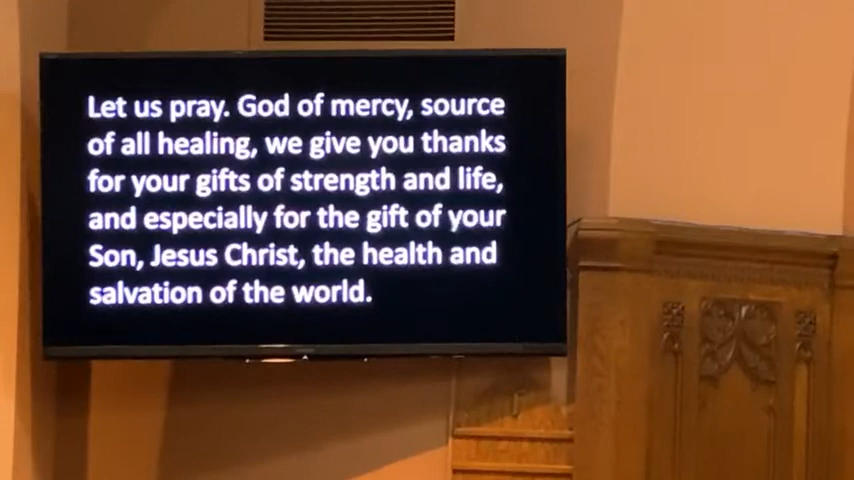 Let us pray. God of mercy, source
of all healing, we give you thanks
for your gifts of strength and life,
and especially for the gift of your
Son, Jesus Christ, the health and
salvation of the world.